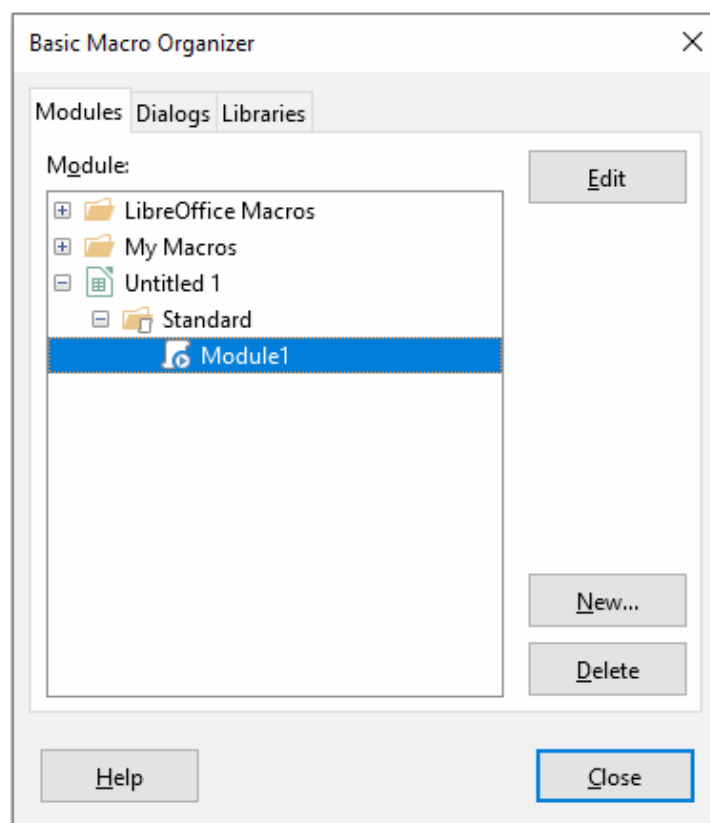 Basic Macro Organizer
Modules Dialogs Libraries
Module:
Edit
LibreOffice Macros
My Macros
Untitled 1
Standard
Module1
New...
Delete
Help Close